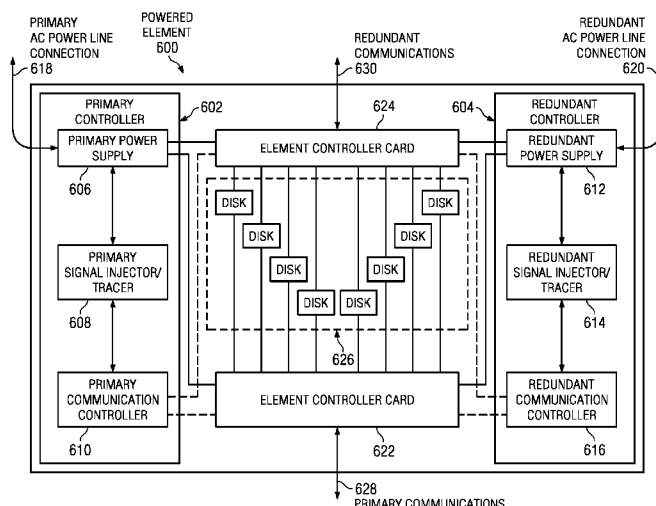 PRIMARY
AC POWER LINE
CONNECTION
618
POWERED
ELEMENT
600
REDUNDANT
COMMUNICATIONS
630
REDUNDANT
AC POWER LINE
CONNECTION
620
PRIMARY
CONTROLLER
602
624
604
REDUNDANT
CONTROLLER
PRIMARY POWER
SUPPLY
606
ELEMENT CONTROLLER CARD
REDUNDANT
POWER SUPPLY
612
DISK
DISK
DISK
DISK
DISK
DISK
DISK
DISK
PRIMARY
SIGNAL INJECTOR/
TRACER
608
REDUNDANT
SIGNAL INJECTOR/
TRACER
614
626
PRIMARY
COMMUNICATION
CONTROLLER
610
ELEMENT CONTROLLER CARD
622
REDUNDANT
COMMUNICATION
CONTROLLER
616
628
PRIMARY COMMUNICATIONS